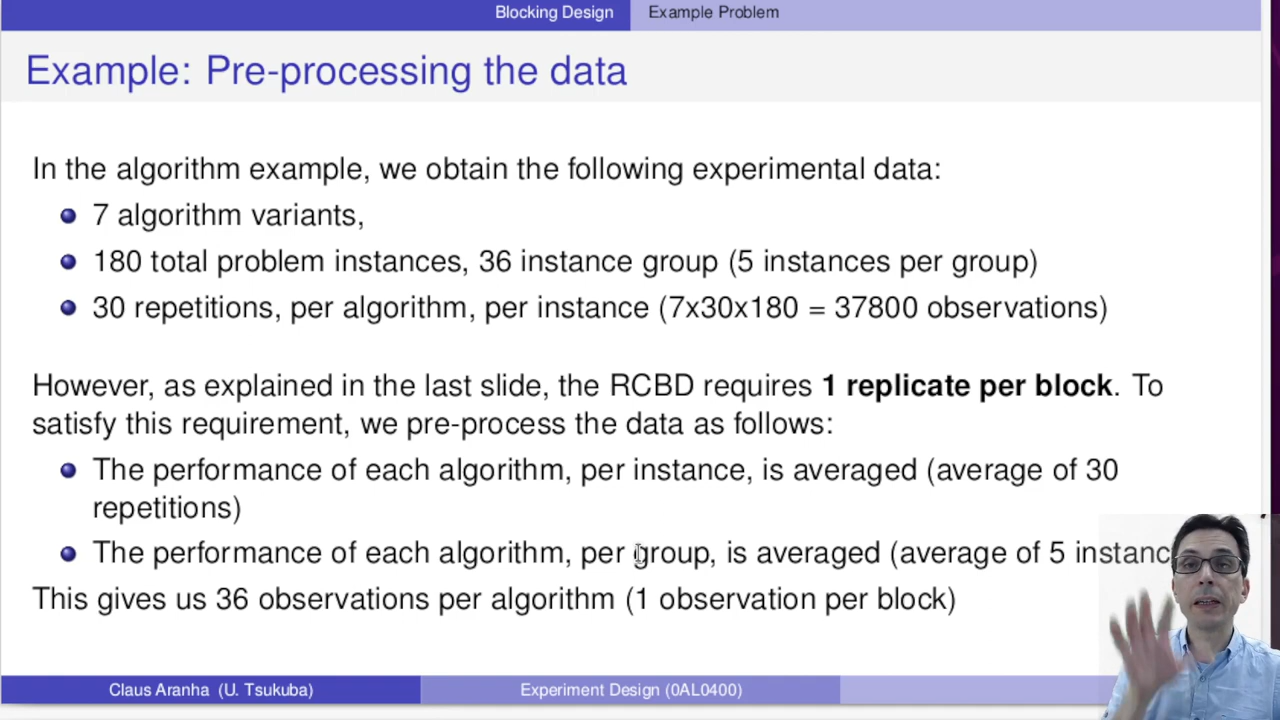 Blocking Design Example Problem
Example: Pre-processing the data
In the algorithm example, we obtain the following experimental data:
7 algorithm variants,
180 total problem instances, 36 instance group (5 instances per group)
30 repetitions, per algorithm, per instance (7x30x180 = 37800 observations)
However, as explained in the last slide, the RCBD requires 1 replicate per block. To
satisfy this requirement, we pre-process the data as follows:
The performance of each algorithm, per instance, is averaged (average of 30
repetitions)
The performance of each algorithm, per group, is averaged (average of 5
This gives us 36 observations per algorithm (1 observation per block)
Claus Aranha (U. Tsukuba) Experiment Design (0AL0400)